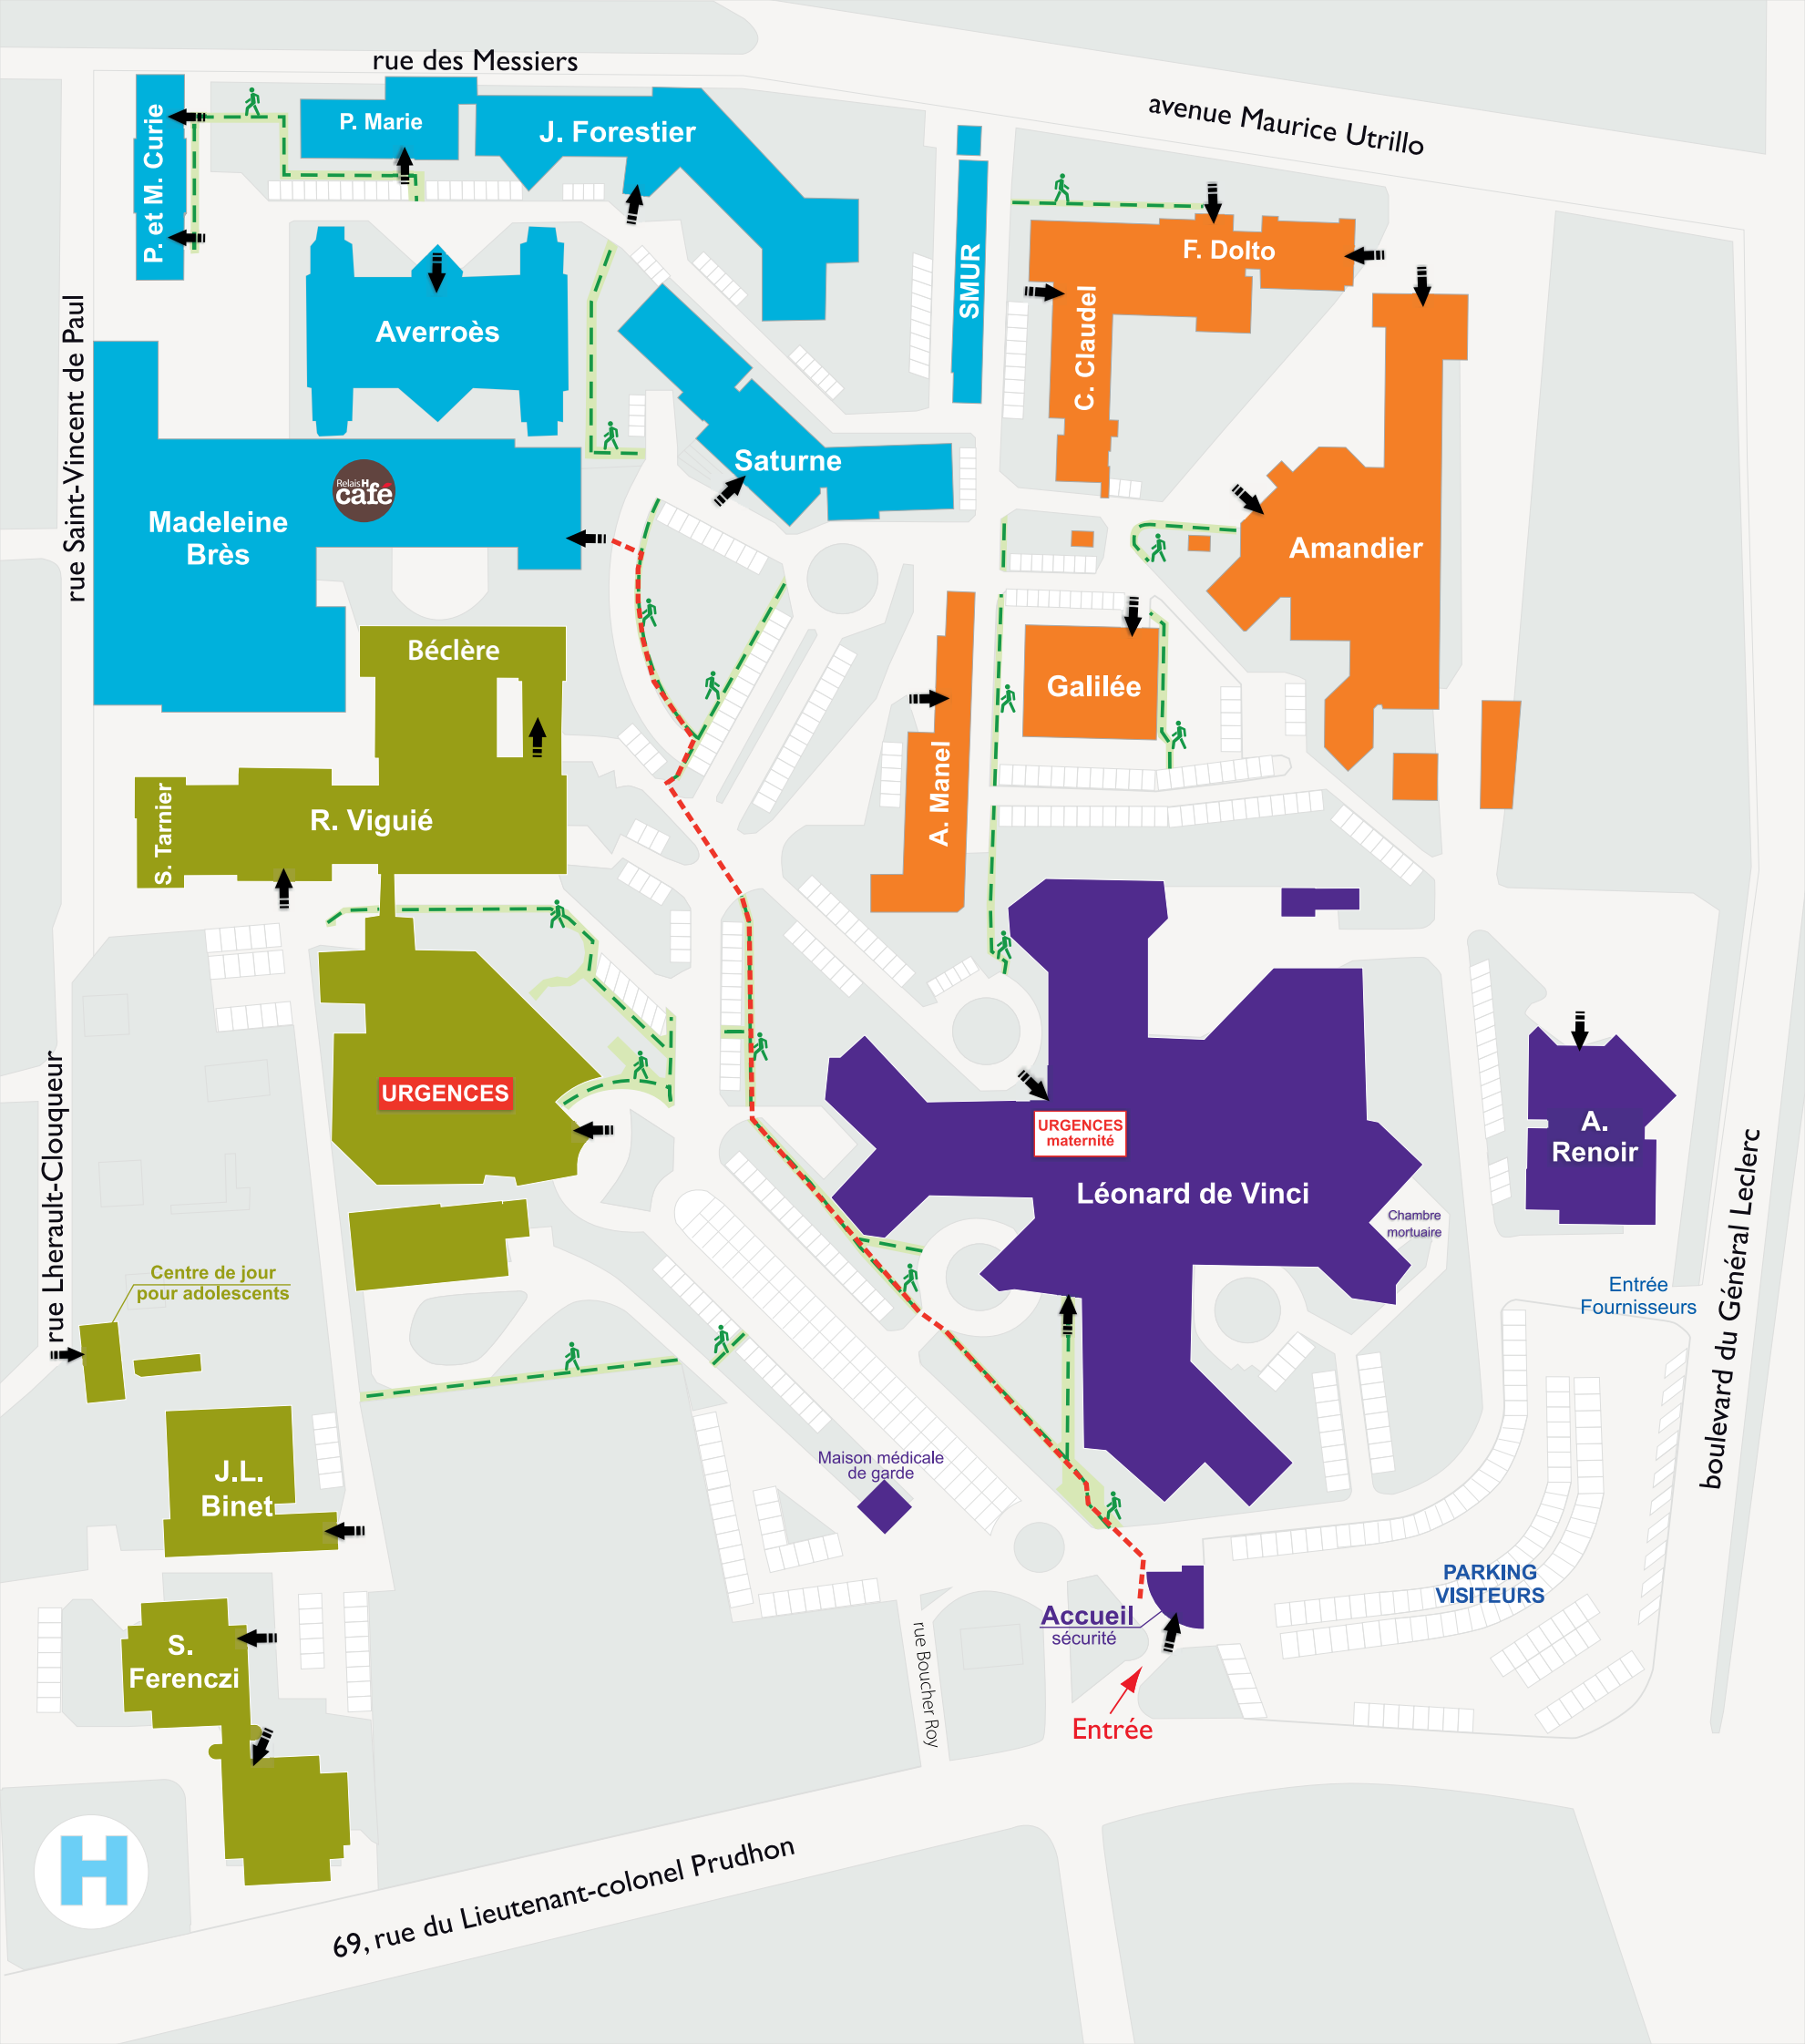 rue des Messiers
avenue Maurice Utrillo
P. et M. Curie
P. Marie
J. Forestier
SMUR
F. Dolto
C. Claudel
Averroès
rue Saint-Vincent de Paul
Saturne
Relais H
café
Madeleine
Brès
Amandier
Béclère
Galilée
A. Manel
S. Tarnier
R. Viguié
URGENCES
URGENCES
maternité
A.
Renoir
Léonard de Vinci
Chambre
mortuaire
rue Lherault-Clouqueur
boulevard du Général Leclerc
Centre de jour
pour adolescents
Entrée
Fournisseurs
J.L.
Binet
Maison médicale
de garde
PARKING
VISITEURS
Accueil
sécurité
S.
Ferenczi
rue Boucher Roy
Entrée
H
69, rue du Lieutenant-colonel Prudhon